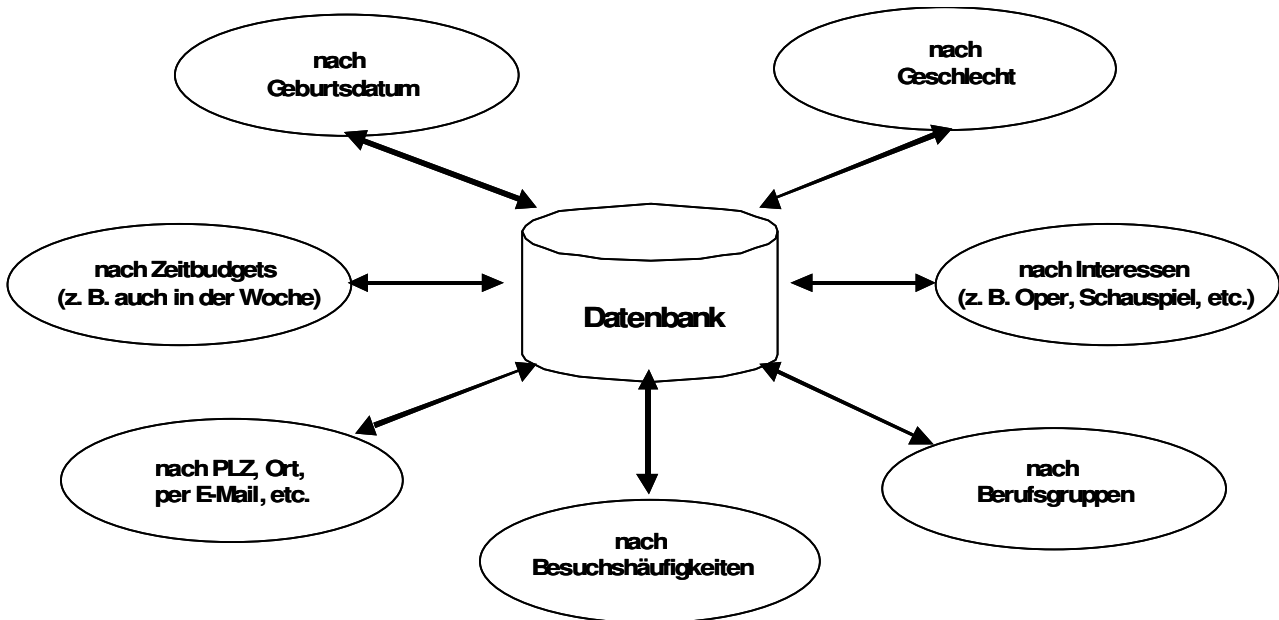 nach
Geburtsdatum
nach
Geschlecht
nach Zeitbudgets
(z. B. auch in der Woche)
Datenbank
nach Interessen
(z. B. Oper, Schauspiel, etc.)
nach PLZ, Ort,
per E-Mail, etc.
nach
Besuchshäufigkeiten
nach
Berufsgruppen